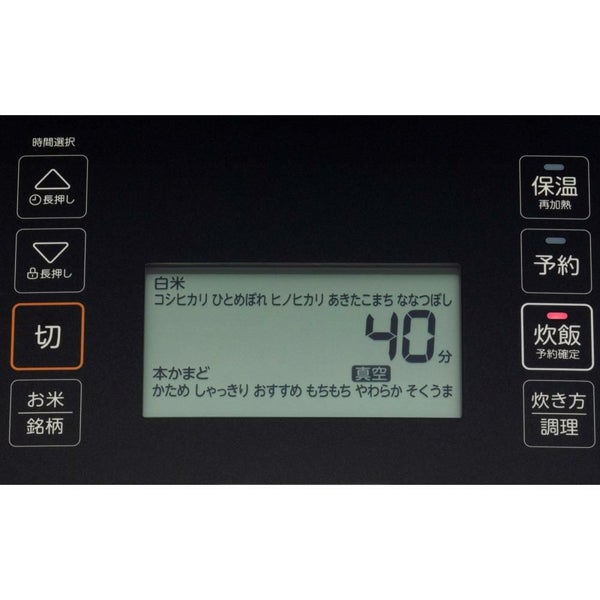 時間選択
長押し
長押し
切
お米
銘柄
白米
コシヒカリ ひとめぼれ ヒノヒカリ あきたこまち ななつぼし
40分
本かまど 真空
かため しゃっきり おすすめ もちもち やわらか そくうま
保温
再加熱
予約
炊飯
予約確定
炊き方
調理